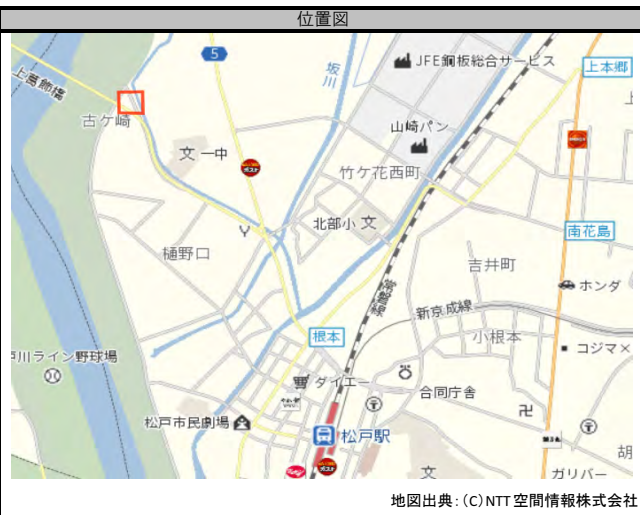 位置図
5
JFE鋼板総合サービス
上葛飾橋
坂川
上本郷
古ケ崎
山崎パン
文 一中
竹ケ花西町
北部小 文
南花島
樋野口
吉井町
常磐線
ホンダ
新京成線
根本
小根本
コジマ×
戸川ライン野球場
ダイエー
合同庁舎
松戸市民劇場
松戸駅
胡
文
ガリバー
地図出典：(C)NTT空間情報株式会社